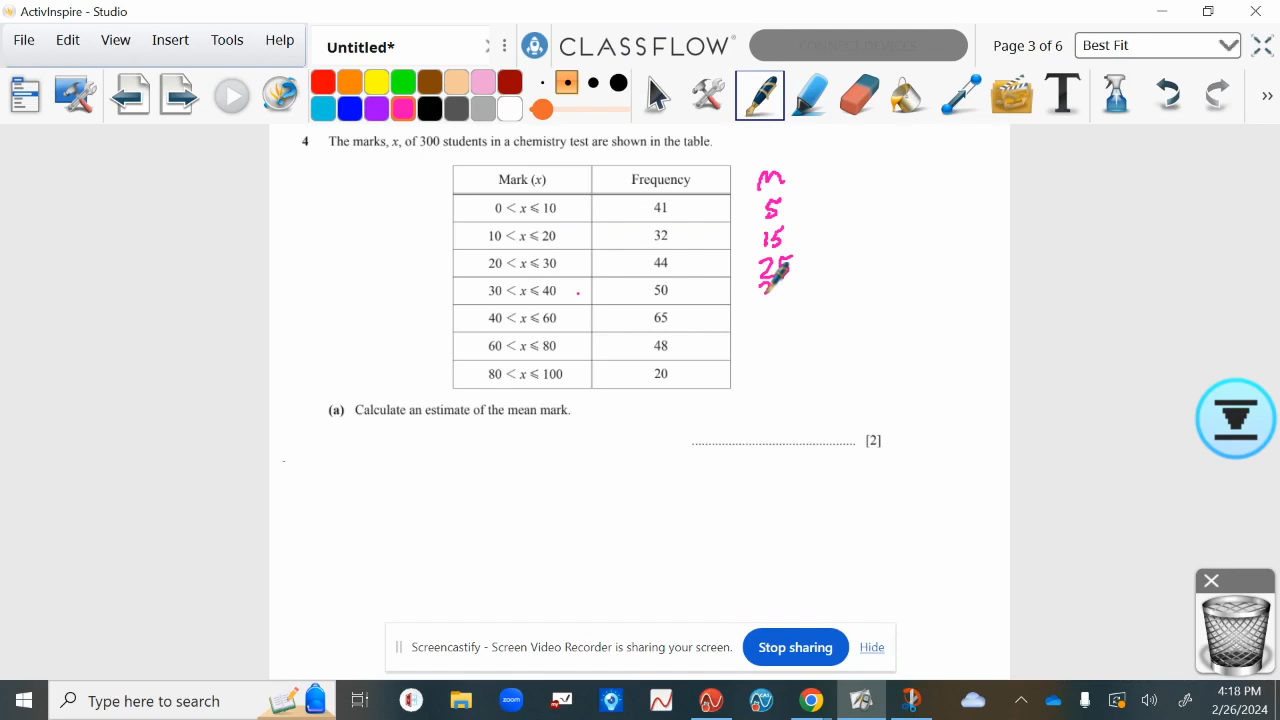 ActivInspire - Studio
File Edit View Insert Tools Help
Untitled*
CLASSFLOW
CONNECT DEVICES
Page 3 of 6
Best Fit
4 The marks, x, of 300 students in a chemistry test are shown in the table.
Mark (x) Frequency M
0 < x ⩽ 10 41 5
10 < x ⩽ 20 32 15
20 < x ⩽ 30 44 25
30 < x ⩽ 40 50
40 < x ⩽ 60 65
60 < x ⩽ 80 48
80 < x ⩽ 100 20
(a) Calculate an estimate of the mean mark.
............................................... [2]
Screencastify - Screen Video Recorder is sharing your screen. Stop sharing Hide
Type here to search
zoom
4:18 PM
2/26/2024